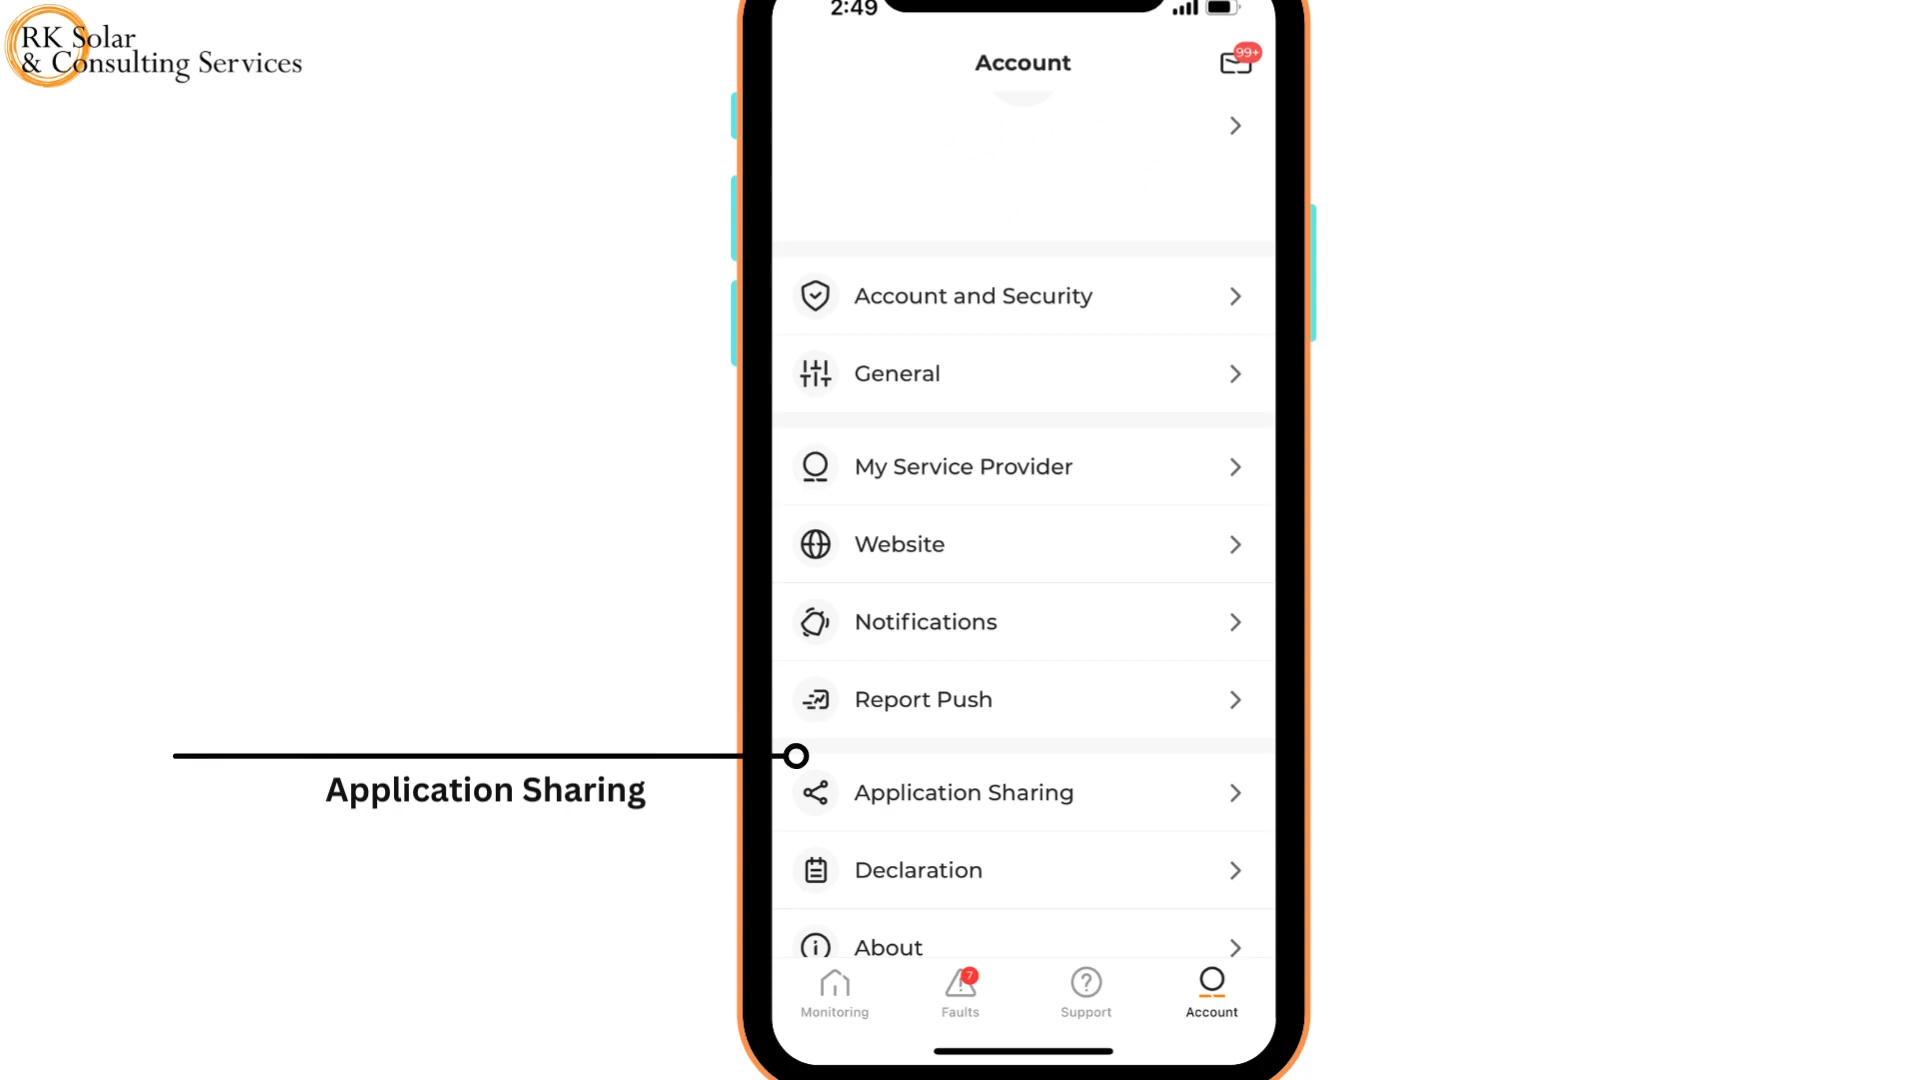 RK Solar
& Consulting Services
2:49
Account
99+
Account and Security
General
My Service Provider
Website
Notifications
Report Push
Application Sharing
Application Sharing
Declaration
About
7
Monitoring
Faults
Support
Account